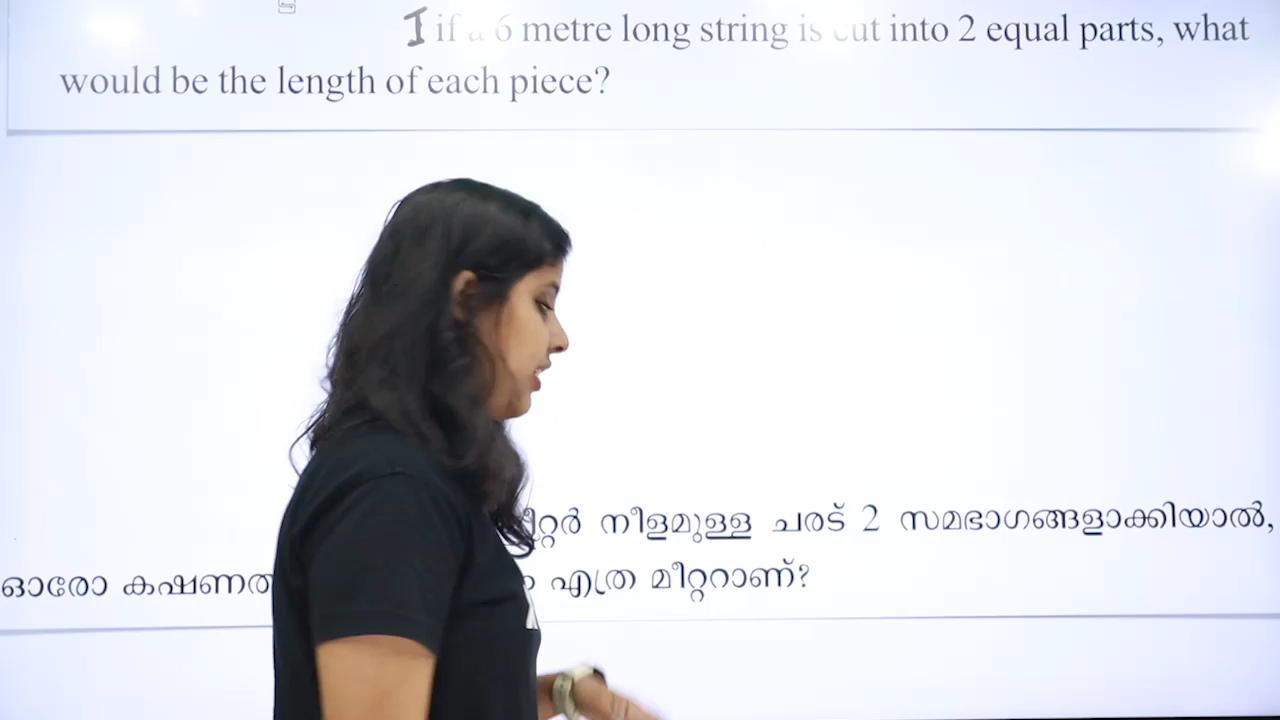 I if a 6 metre long string is cut into 2 equal parts, what
would be the length of each piece?
നീളമുള്ള ചരട് 2 സമഭാഗങ്ങളാക്കിയാൽ,
ഓരോ എത്ര മീറ്ററാണ്?